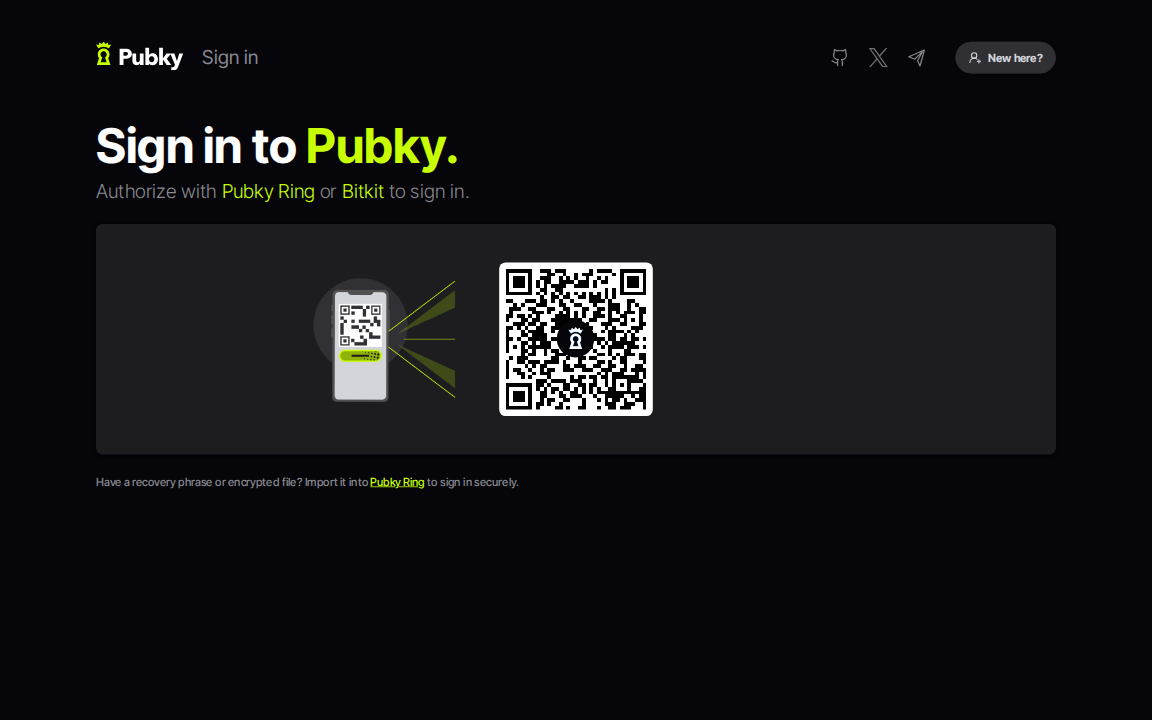 Pubky Sign in
New here?
Sign in to Pubky.
Authorize with Pubky Ring or Bitkit to sign in.
Have a recovery phrase or encrypted file? Import it into Pubky Ring to sign in securely.